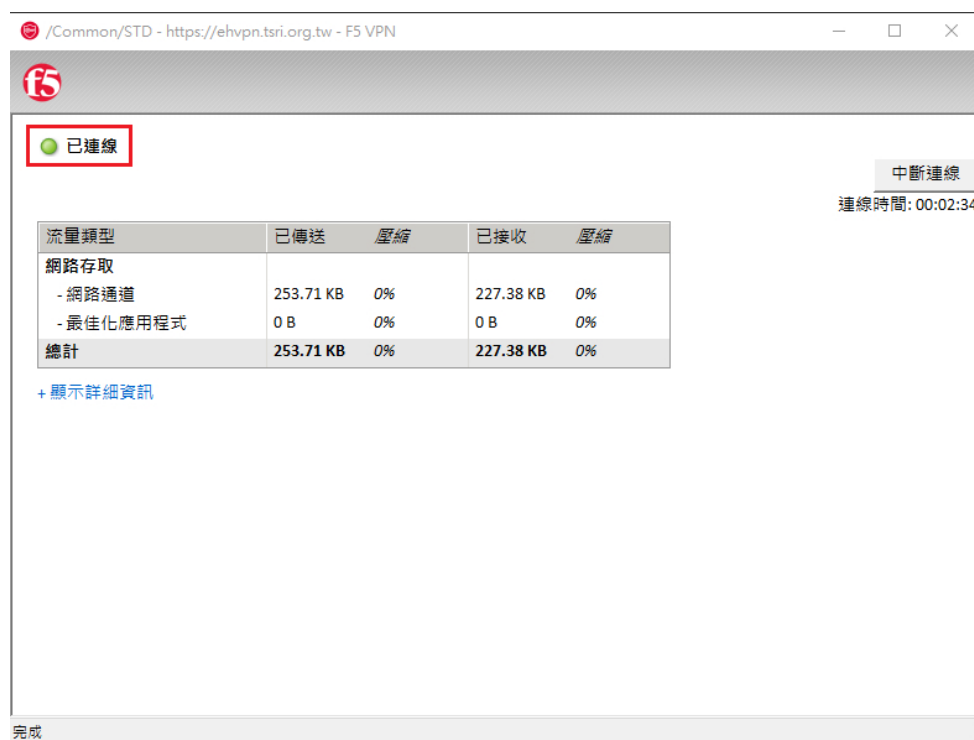 /Common/STD - https://ehvpn.tsri.org.tw - F5 VPN
f5
已連線
中斷連線
連線時間: 00:02:34
流量類型 已傳送 壓縮 已接收 壓縮
網路存取
- 網路通道 253.71 KB 0% 227.38 KB 0%
- 最佳化應用程式 0 B 0% 0 B 0%
總計 253.71 KB 0% 227.38 KB 0%
+ 顯示詳細資訊
完成